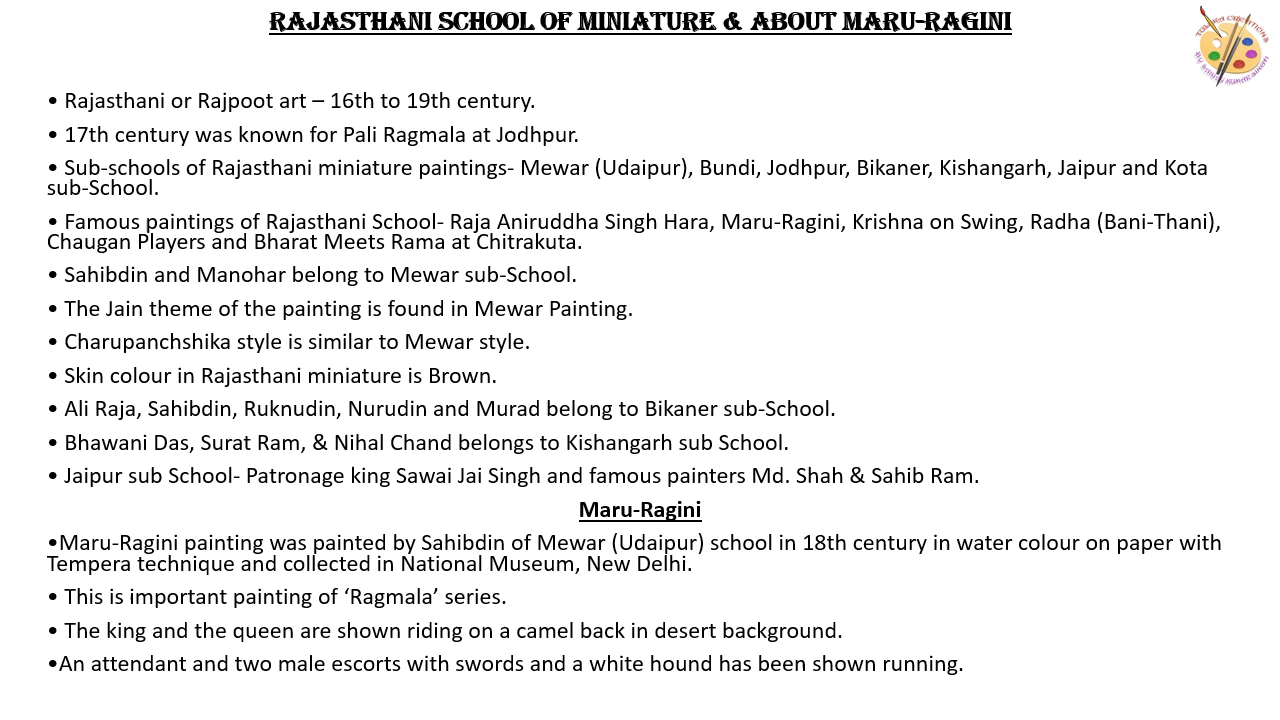 RAJASTHANI SCHOOL OF MINIATURE & ABOUT MARU-RAGINI
• Rajasthani or Rajpoot art – 16th to 19th century.
• 17th century was known for Pali Ragmala at Jodhpur.
• Sub-schools of Rajasthani miniature paintings- Mewar (Udaipur), Bundi, Jodhpur, Bikaner, Kishangarh, Jaipur and Kota
sub-School.
• Famous paintings of Rajasthani School- Raja Aniruddha Singh Hara, Maru-Ragini, Krishna on Swing, Radha (Bani-Thani),
Chaugan Players and Bharat Meets Rama at Chitrakuta.
• Sahibdin and Manohar belong to Mewar sub-School.
• The Jain theme of the painting is found in Mewar Painting.
• Charupanchshika style is similar to Mewar style.
• Skin colour in Rajasthani miniature is Brown.
• Ali Raja, Sahibdin, Ruknudin, Nurudin and Murad belong to Bikaner sub-School.
• Bhawani Das, Surat Ram, & Nihal Chand belongs to Kishangarh sub School.
• Jaipur sub School- Patronage king Sawai Jai Singh and famous painters Md. Shah & Sahib Ram.
Maru-Ragini
•Maru-Ragini painting was painted by Sahibdin of Mewar (Udaipur) school in 18th century in water colour on paper with
Tempera technique and collected in National Museum, New Delhi.
• This is important painting of ‘Ragmala’ series.
• The king and the queen are shown riding on a camel back in desert background.
•An attendant and two male escorts with swords and a white hound has been shown running.